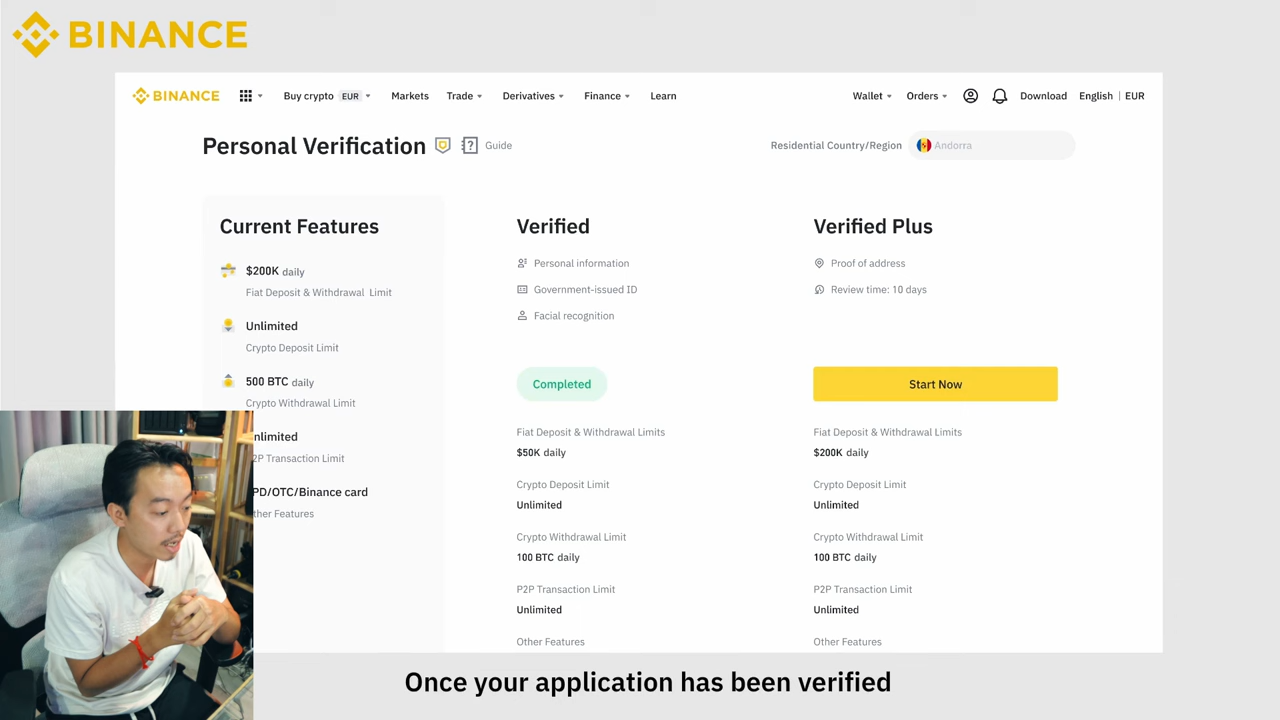 BINANCE
BINANCE Buy crypto EUR Markets Trade Derivatives Finance Learn Wallet Orders Download English | EUR
Personal Verification ? Guide Residential Country/Region Andorra
Current Features
$200K daily
Fiat Deposit & Withdrawal Limit
Unlimited
Crypto Deposit Limit
500 BTC daily
Crypto Withdrawal Limit
nlimited
2P Transaction Limit
PD/OTC/Binance card
ther Features
Verified
Personal information
Government-issued ID
Facial recognition
Completed
Fiat Deposit & Withdrawal Limits
$50K daily
Crypto Deposit Limit
Unlimited
Crypto Withdrawal Limit
100 BTC daily
P2P Transaction Limit
Unlimited
Other Features
Verified Plus
Proof of address
Review time: 10 days
Start Now
Fiat Deposit & Withdrawal Limits
$200K daily
Crypto Deposit Limit
Unlimited
Crypto Withdrawal Limit
100 BTC daily
P2P Transaction Limit
Unlimited
Other Features
Once your application has been verified